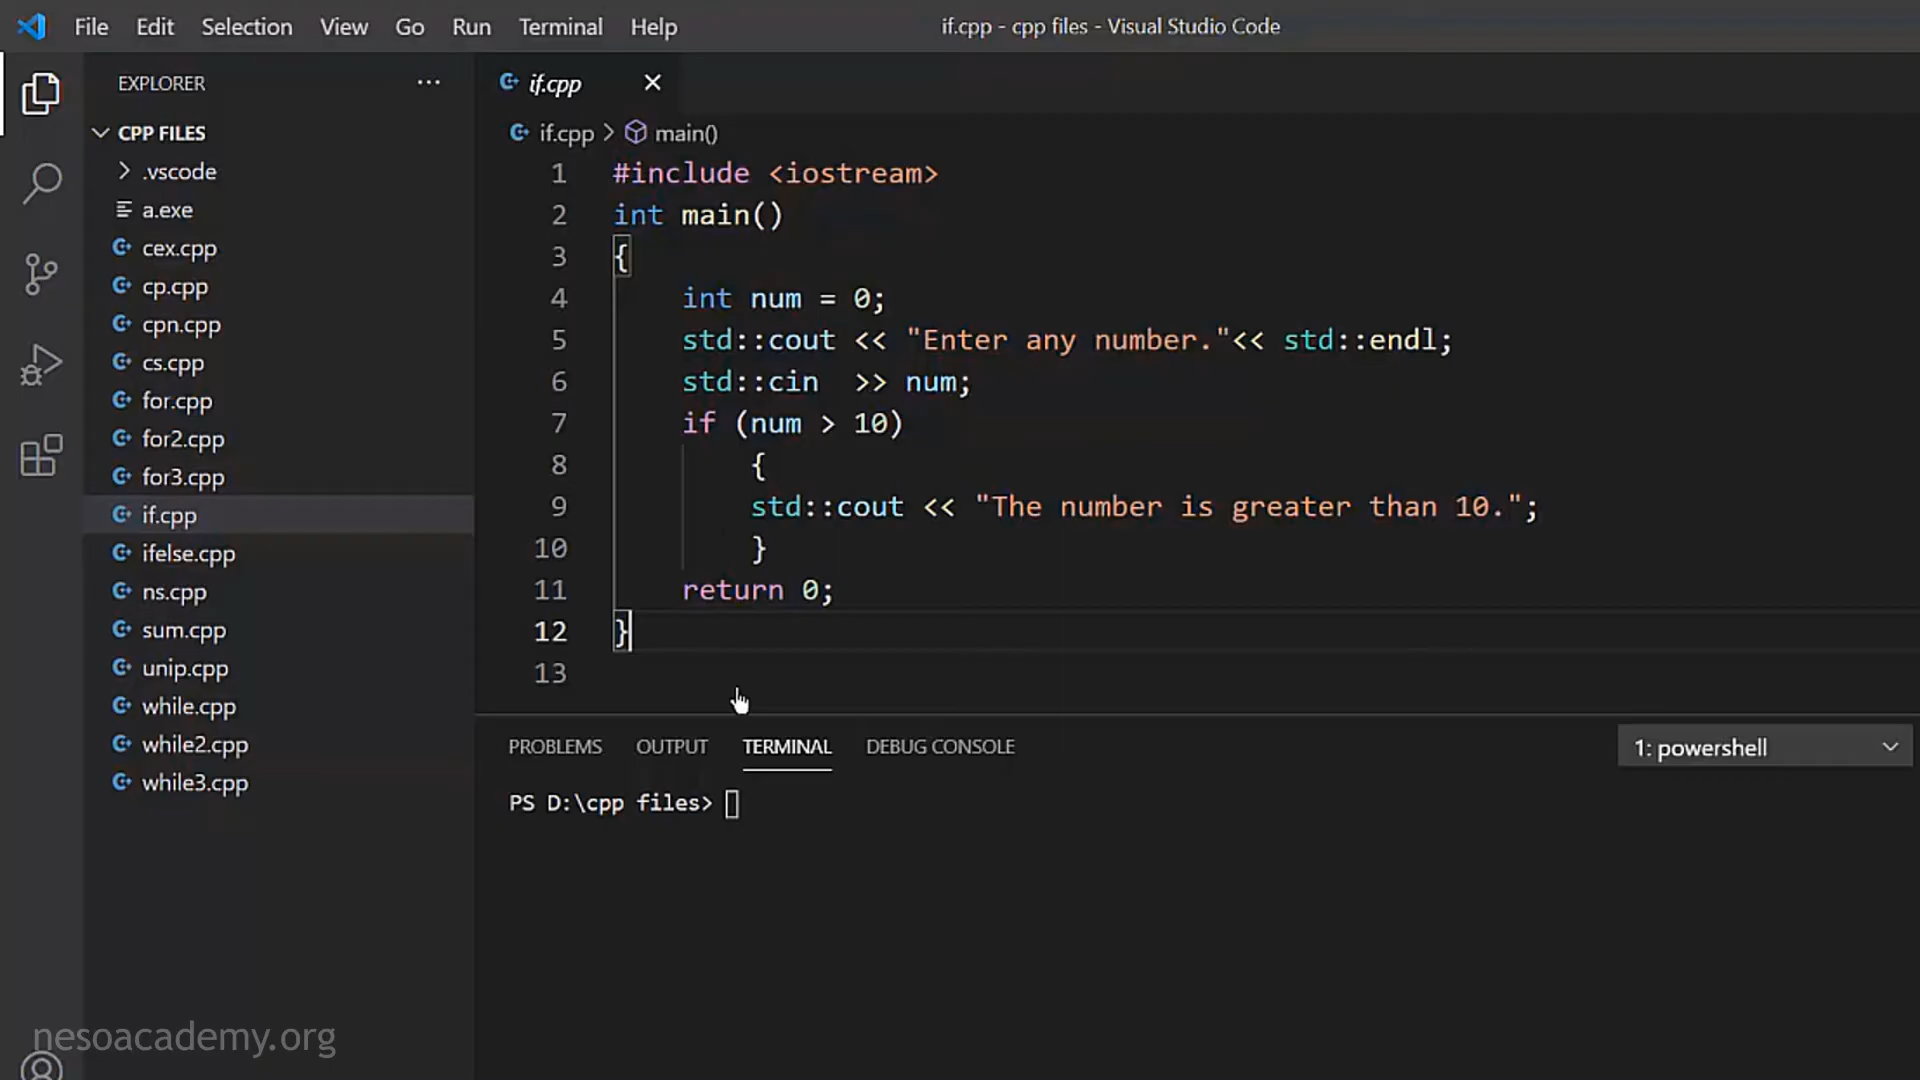 File Edit Selection View Go Run Terminal Help if.cpp - cpp files - Visual Studio Code
EXPLORER ...
CPP FILES
.vscode
a.exe
cex.cpp
cp.cpp
cpn.cpp
cs.cpp
for.cpp
for2.cpp
for3.cpp
if.cpp
ifelse.cpp
ns.cpp
sum.cpp
unip.cpp
while.cpp
while2.cpp
while3.cpp
if.cpp
if.cpp > main()
1 #include <iostream>
2 int main()
3 {
4 int num = 0;
5 std::cout << "Enter any number."<< std::endl;
6 std::cin  >> num;
7 if (num > 10)
8 {
9 std::cout << "The number is greater than 10.";
10 }
11 return 0;
12 }
13
PROBLEMS OUTPUT TERMINAL DEBUG CONSOLE 1: powershell
PS D:\cpp files>
nesoacademy.org